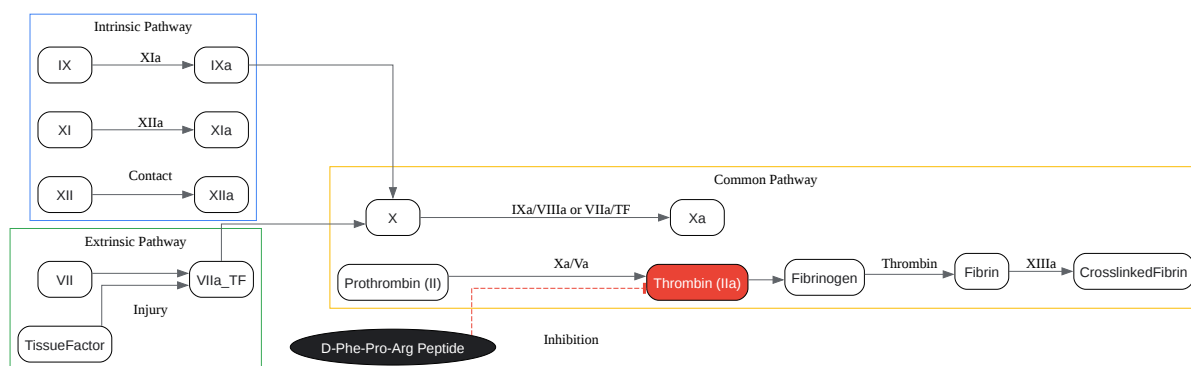 Intrinsic Pathway
IX
XIa
IXa
XI
XIIa
XIa
XII
Contact
XIIa
Extrinsic Pathway
VII
VIIa_TF
Injury
TissueFactor
Common Pathway
X
IXa/VIIIa or VIIa/TF
Xa
Prothrombin (II)
Xa/Va
Thrombin (IIa)
Fibrinogen
Thrombin
Fibrin
XIIIa
CrosslinkedFibrin
D-Phe-Pro-Arg Peptide
Inhibition